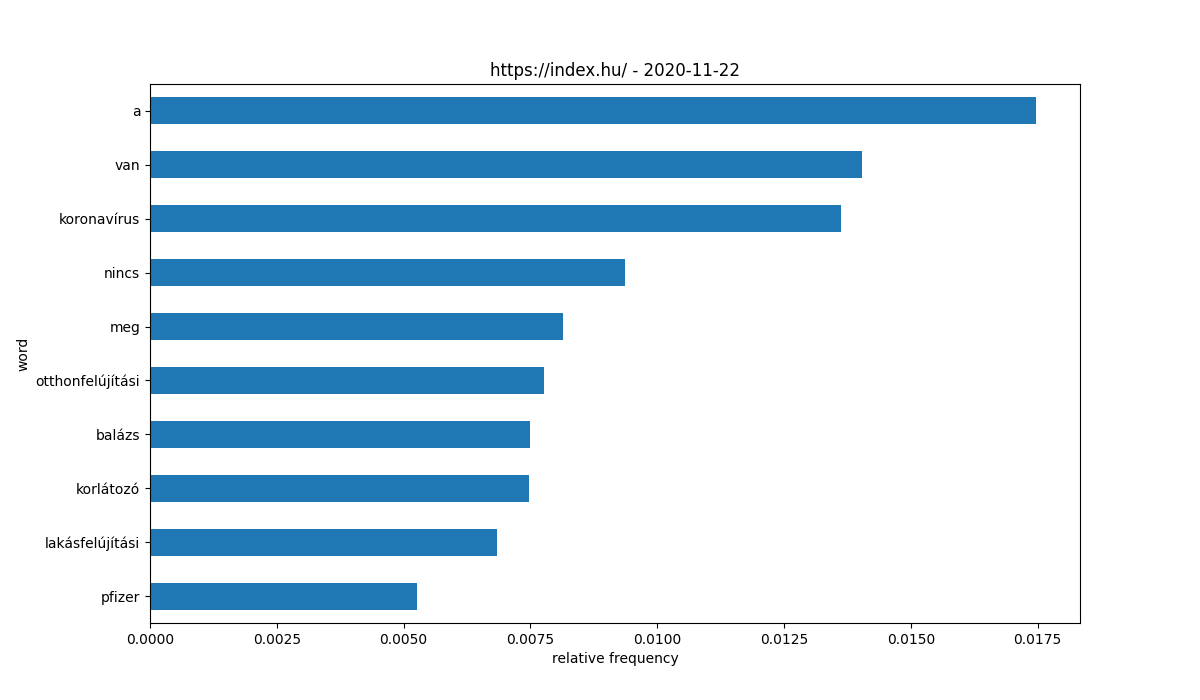 https://index.hu/ - 2020-11-22
a
van
koronavírus
nincs
meg
otthonfelújítási
balázs
korlátozó
lakásfelújítási
pfizer
word
0.0000 0.0025 0.0050 0.0075 0.0100 0.0125 0.0150 0.0175
relative frequency